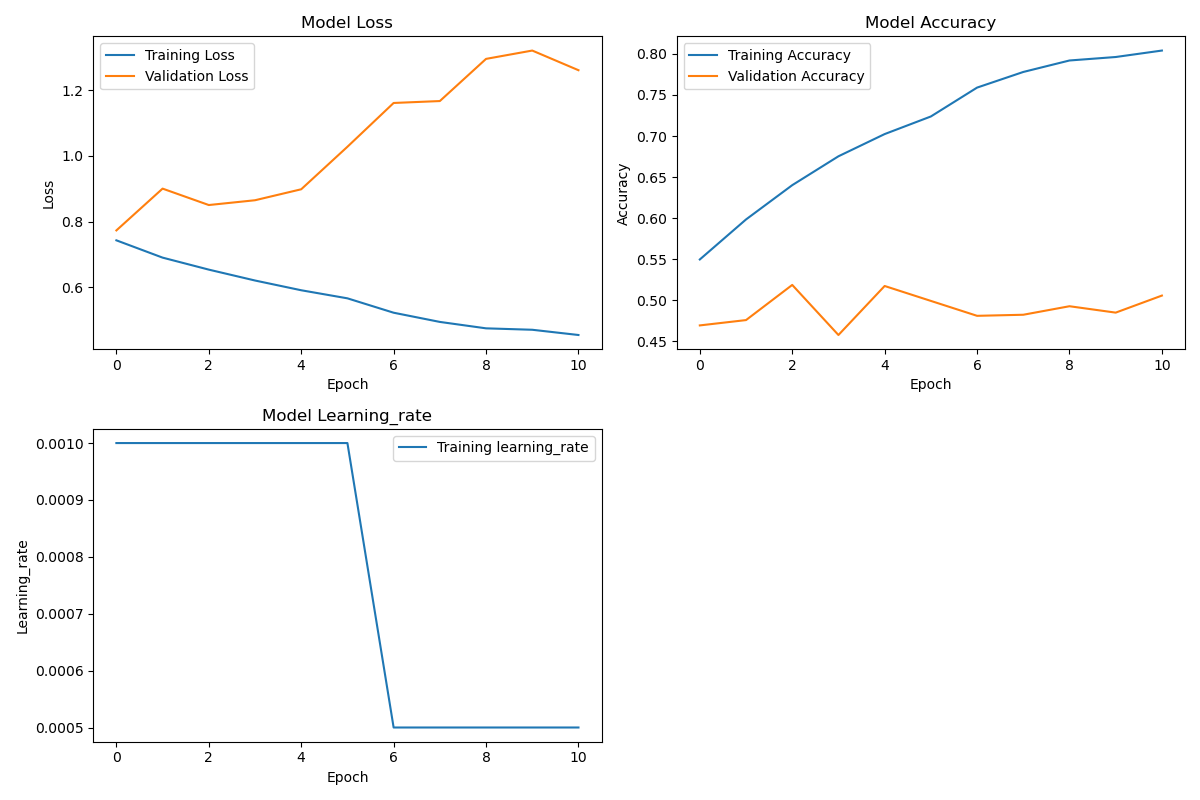 Model Loss
Training Loss
Validation Loss
1.2
1.0
0.8
0.6
Loss
0 2 4 6 8 10
Epoch
Model Accuracy
Training Accuracy
Validation Accuracy
0.80
0.75
0.70
0.65
0.60
0.55
0.50
0.45
Accuracy
0 2 4 6 8 10
Epoch
Model Learning_rate
Training learning_rate
0.0010
0.0009
0.0008
0.0007
0.0006
0.0005
Learning_rate
0 2 4 6 8 10
Epoch